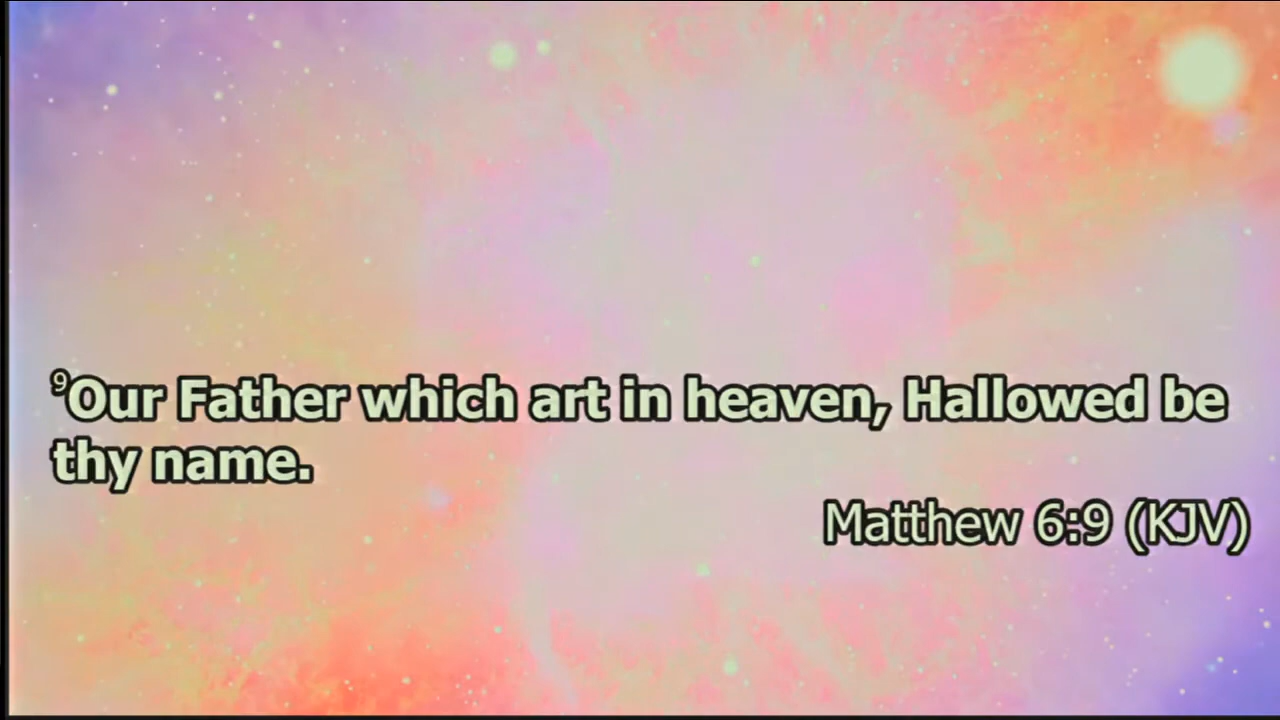 ⁹Our Father which art in heaven, Hallowed be
thy name.
Matthew 6:9 (KJV)